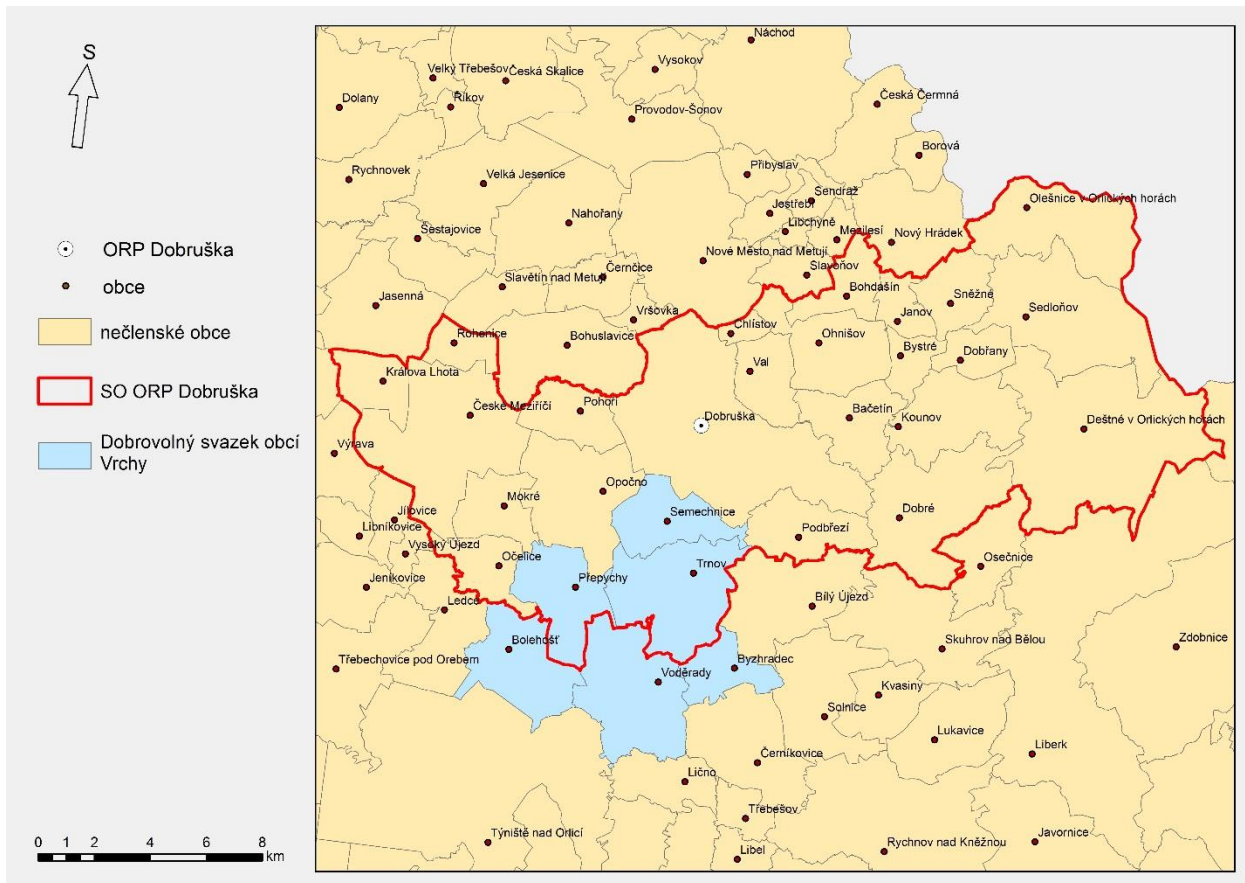 S
ORP Dobruška
obce
nečlenské obce
SO ORP Dobruška
Dobrovolný svazek obcí
Vrchy
0 1 2 4 6 8
km
Náchod
Vysokov
Velký Třebešov
Česká Skalice
Dolany
Říkov
Provodov-Šonov
Česká Čermná
Borová
Rychnovek
Velká Jesenice
Přibyslav
Sendraž
Olešnice v Orlických horách
Jestřebí
Nahořany
Libchyně
Mezilesí
Nový Hrádek
Šestajovice
Nové Město nad Metují
Slavoňov
Černčice
Slavětín nad Metují
Bohdašín
Sněžné
Jasenná
Vršovka
Janov
Sedloňov
Chlístov
Rohenice
Bohuslavice
Ohnišov
Bystré
Dobřany
Val
Králova Lhota
České Meziříčí
Pohoří
Dobruška
Bačetín
Kounov
Deštné v Orlických horách
Výrava
Opočno
Mokré
Jílovice
Semechnice
Dobré
Libníkovice
Podbřezí
Vysoký Újezd
Očelice
Osečnice
Trnov
Jeníkovice
Přepychy
Ledce
Bílý Újezd
Bolehošť
Skuhrov nad Bělou
Zdobnice
Třebechovice pod Orebem
Byzhradec
Voděrady
Kvasiny
Solnice
Lukavice
Liberk
Černíkovice
Lično
Třebešov
Týniště nad Orlicí
Javornice
Rychnov nad Kněžnou
Libel